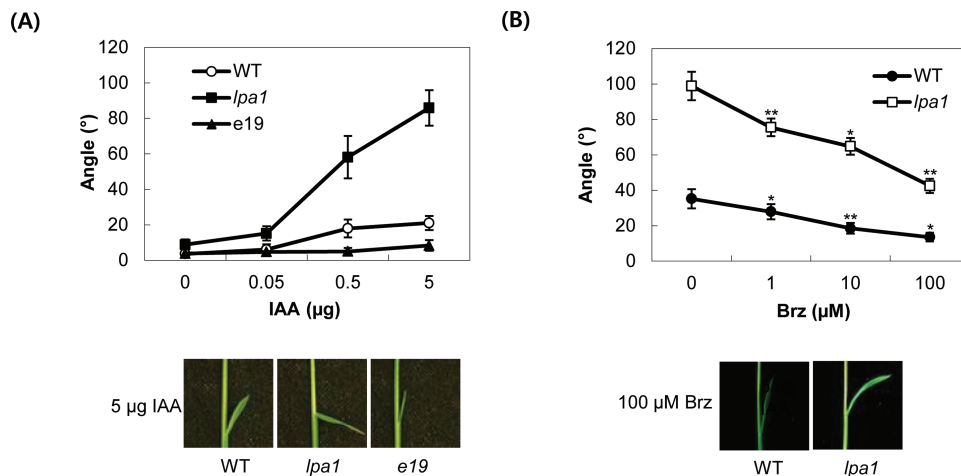 (A)
120
100
80
60
40
20
0
Angle (°)
WT
lpa1
e19
0 0.05 0.5 5
IAA (µg)
5 µg IAA
WT lpa1 e19
(B)
120
100
80
60
40
20
0
Angle (°)
WT
lpa1
** * **
* ** *
0 1 10 100
Brz (µM)
100 µM Brz
WT lpa1